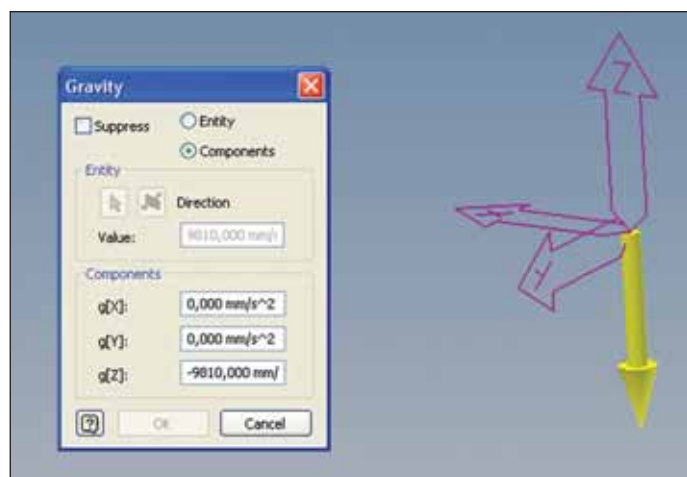 Gravity
Suppress
Entity
Components
Entity
Direction
Value:
9810,000 mm/
Components
g[X]: 0,000 mm/s^2
g[Y]: 0,000 mm/s^2
g[Z]: -9810,000 mm/
OK Cancel
Z
X
Y